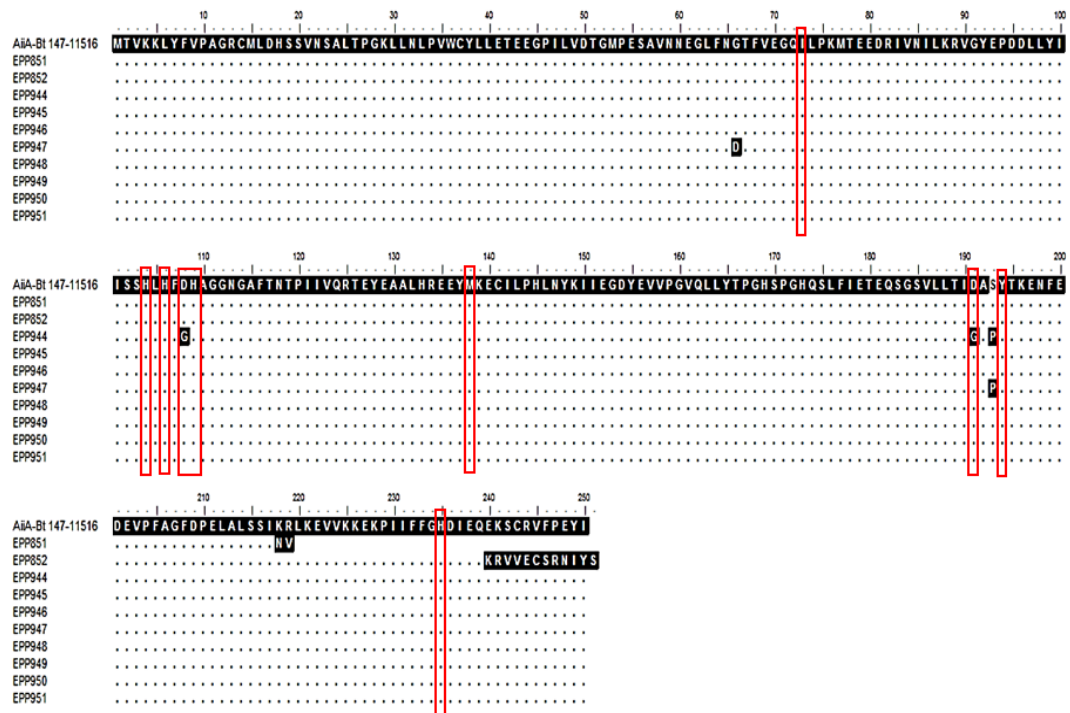 10 20 30 40 50 60 70 80 90 100
AiiA-Bt 147-11516 MTVKKLYFVPAGRCMLDHSSVNSALTPGKLLNLPVWCYLLETEEGPILVDTGMPESAVNNEGLFNGTFVEGQILPKMTEEDRIVNILKRVGYEPDDLLYI
EPP851
EPP852
EPP944
EPP945
EPP946
EPP947 D
EPP948
EPP949
EPP950
EPP951
110 120 130 140 150 160 170 180 190 200
AiiA-Bt 147-11516 ISSHLHFDHAGGNGAFTNTPIIVQRTEYEAALHREEYMKECILPHLNYKIIEGDYEVVPGVQLLYTPGHSPGHQSLFIETEQSGSVLLTIDASYTKENFE
EPP851
EPP852
EPP944 G G P
EPP945
EPP946
EPP947 P
EPP948
EPP949
EPP950
EPP951
210 220 230 240 250
AiiA-Bt 147-11516 DEVPFAGFDPELALSSIKRLKEVVKKEKPIIFFGHDIEQEKSCRVFPEYI
EPP851 NV
EPP852 KRVVECSRNIYS
EPP944
EPP945
EPP946
EPP947
EPP948
EPP949
EPP950
EPP951